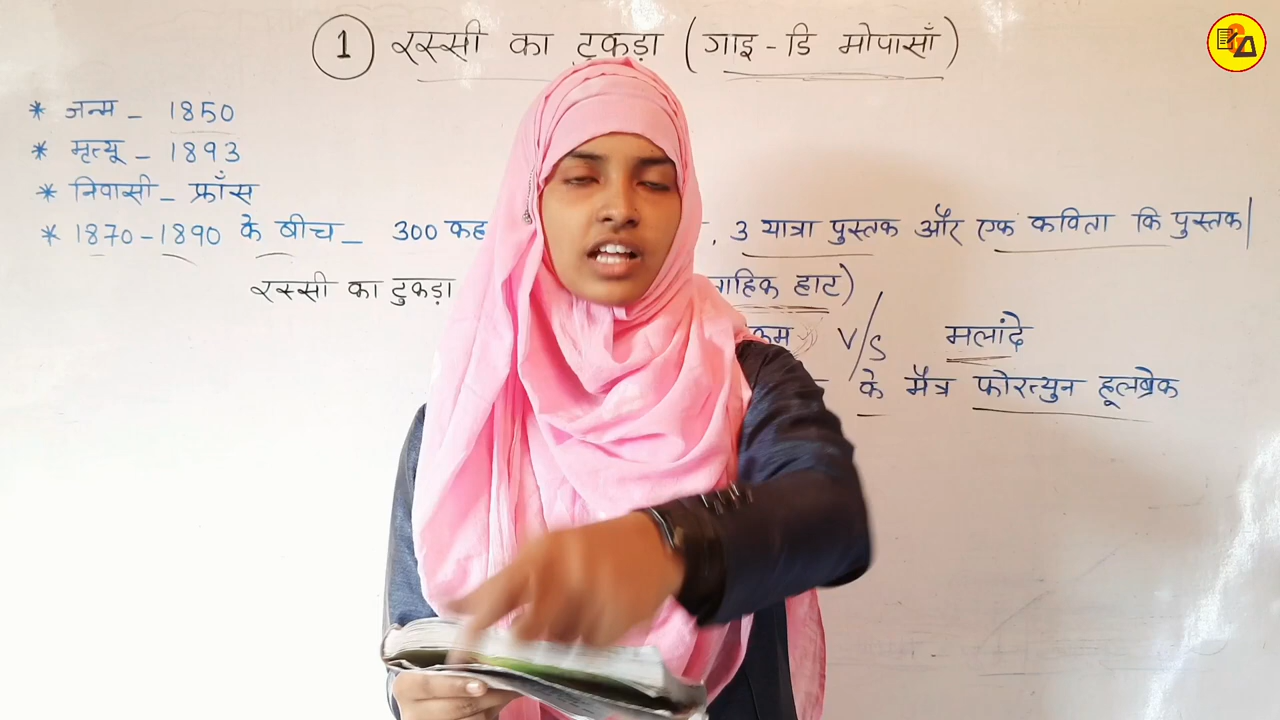 1 रस्सी का टुकड़ा (गाइ-डि मोपासाँ)
* जन्म - 1850
* मृत्यू - 1893
* निवासी - फ्राँस
* 1870-1890 के बीच - 300 कह , 3 यात्रा पुस्तक और एक कविता कि पुस्तक|
रस्सी का टुकड़ा ताहिक हाट)
V/S मलांदे
के मैत्र फोरत्युन हूलब्रेक